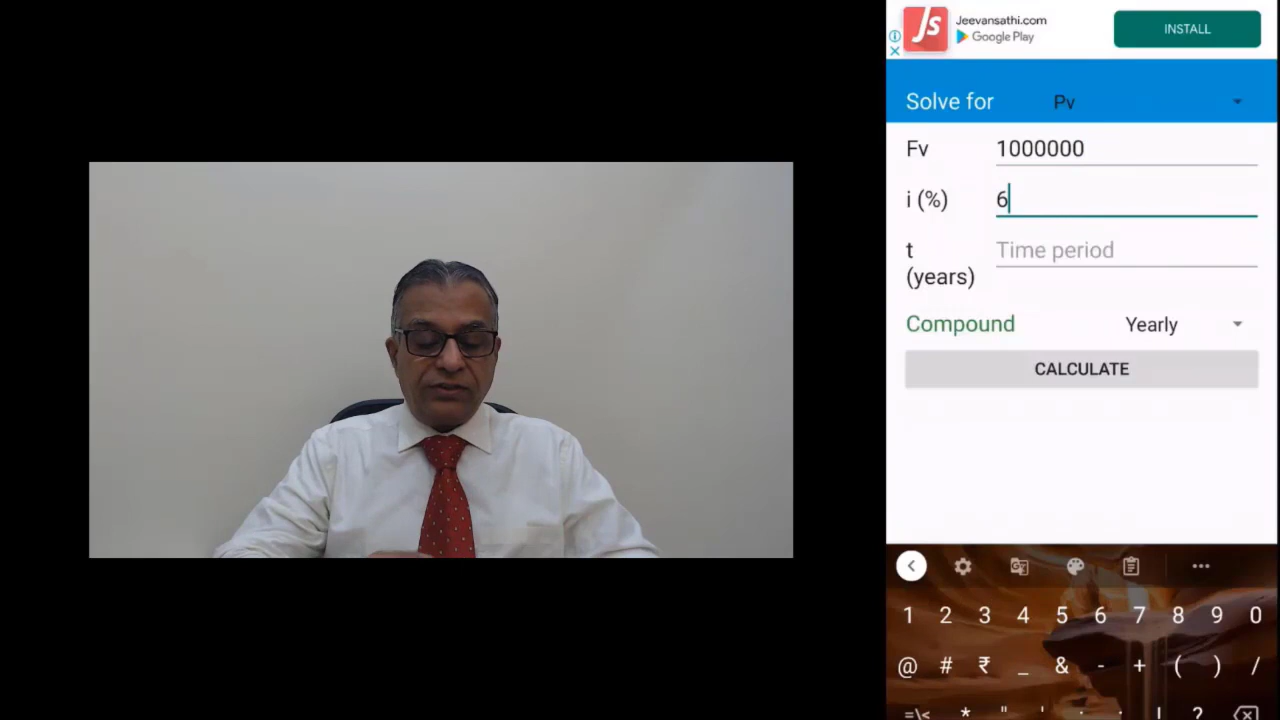 Jeevansathi.com
Google Play
INSTALL
Solve for Pv
Fv 1000000
i (%) 6
t (years) Time period
Compound Yearly
CALCULATE
1 2 3 4 5 6 7 8 9 0
@ # ₹ _ & - + ( ) /
=\< * " ' : ; ! ?